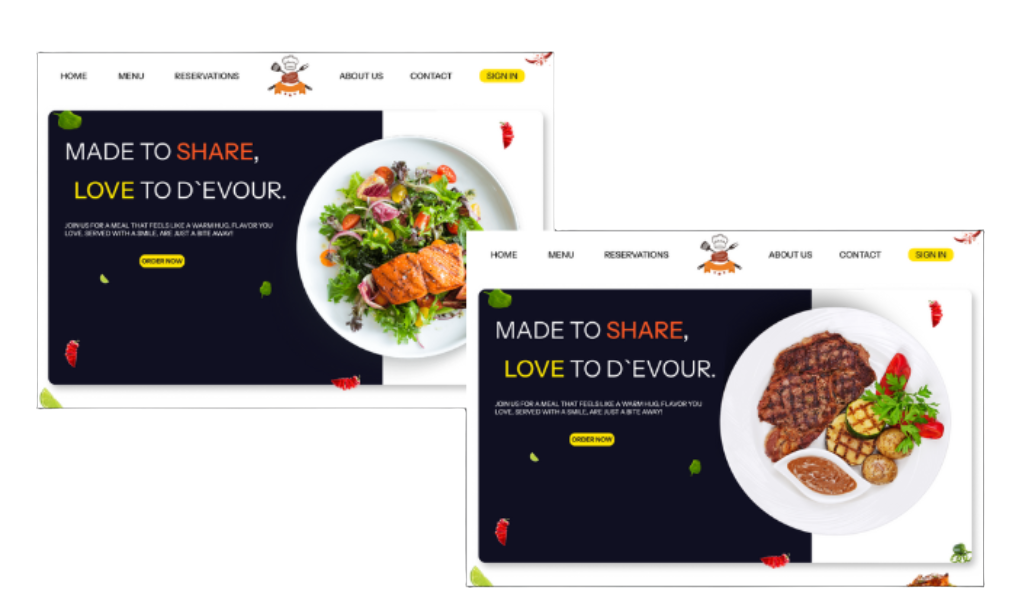 HOME MENU RESERVATIONS ABOUT US CONTACT SIGN IN
MADE TO SHARE,
LOVE TO D`EVOUR.
JOIN US FOR A MEAL THAT FEELS LIKE A WARM HUG, FLAVOR YOU
LOVE, SERVED WITH A SMILE, ARE JUST A BITE AWAY!
ORDER NOW
HOME MENU RESERVATIONS ABOUT US CONTACT SIGN IN
MADE TO SHARE,
LOVE TO D`EVOUR.
JOIN US FOR A MEAL THAT FEELS LIKE A WARM HUG, FLAVOR YOU
LOVE, SERVED WITH A SMILE, ARE JUST A BITE AWAY!
ORDER NOW